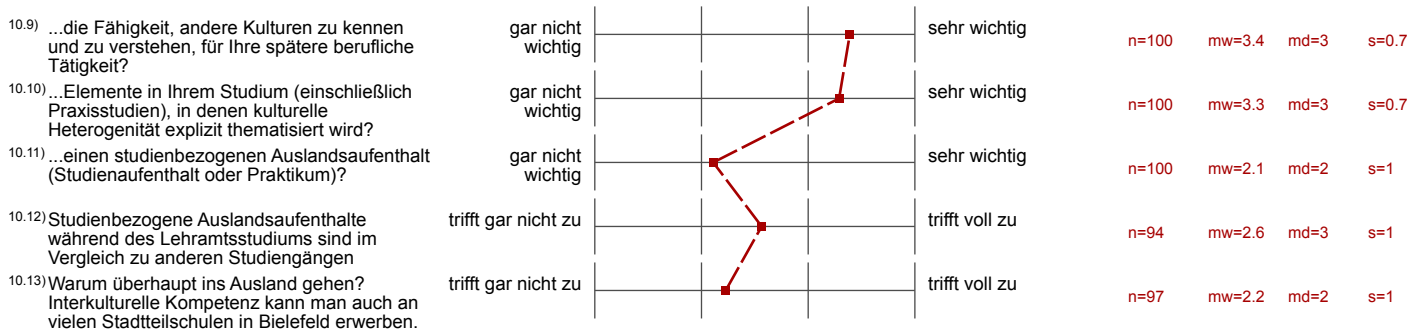 10.9) ...die Fähigkeit, andere Kulturen zu kennen
und zu verstehen, für Ihre spätere berufliche
Tätigkeit?
gar nicht
wichtig
sehr wichtig
n=100 mw=3.4 md=3 s=0.7
10.10) ...Elemente in Ihrem Studium (einschließlich
Praxisstudien), in denen kulturelle
Heterogenität explizit thematisiert wird?
gar nicht
wichtig
sehr wichtig
n=100 mw=3.3 md=3 s=0.7
10.11) ...einen studienbezogenen Auslandsaufenthalt
(Studienaufenthalt oder Praktikum)?
gar nicht
wichtig
sehr wichtig
n=100 mw=2.1 md=2 s=1
10.12) Studienbezogene Auslandsaufenthalte
während des Lehramtsstudiums sind im
Vergleich zu anderen Studiengängen
trifft gar nicht zu
trifft voll zu
n=94 mw=2.6 md=3 s=1
10.13) Warum überhaupt ins Ausland gehen?
Interkulturelle Kompetenz kann man auch an
vielen Stadtteilschulen in Bielefeld erwerben.
trifft gar nicht zu
trifft voll zu
n=97 mw=2.2 md=2 s=1